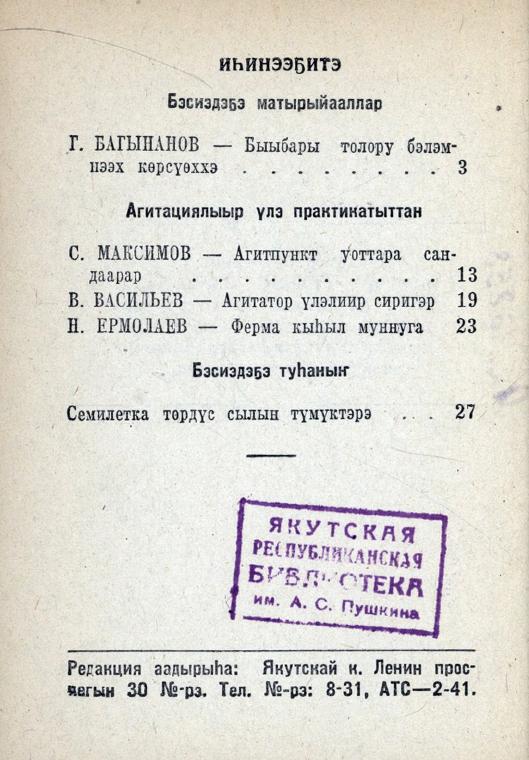 ИҺИНЭЭҔИТЭ
Бэсиэдэҕэ матырыйааллар
Г. БАГЫНАНОВ — Быыбары толору бэлэм-
нээх көрсүөххэ . . . . . . . . 3
Агитациялыыр үлэ практикатыттан
С. МАКСИМОВ — Агитпункт уоттара сан-
даарар . . . . . . . . . . 13
В. ВАСИЛЬЕВ — Агитатор үлэлиир сиригэр 19
Н. ЕРМОЛАЕВ — Ферма кыһыл муннуга 23
Бэсиэдэҕэ туһаныҥ
Семилетка төрдүс сылын түмүктэрэ . . . 27
ЯКУТСКАЯ
РЕСПУБЛИКАНСКАЯ
БИБЛИОТЕКА
им. А. С. Пушкина
Редакция аадырыһа: Якутскай к. Ленин прос-
пегын 30 №-рэ. Тел. №-рэ: 8-31, АТС—2-41.